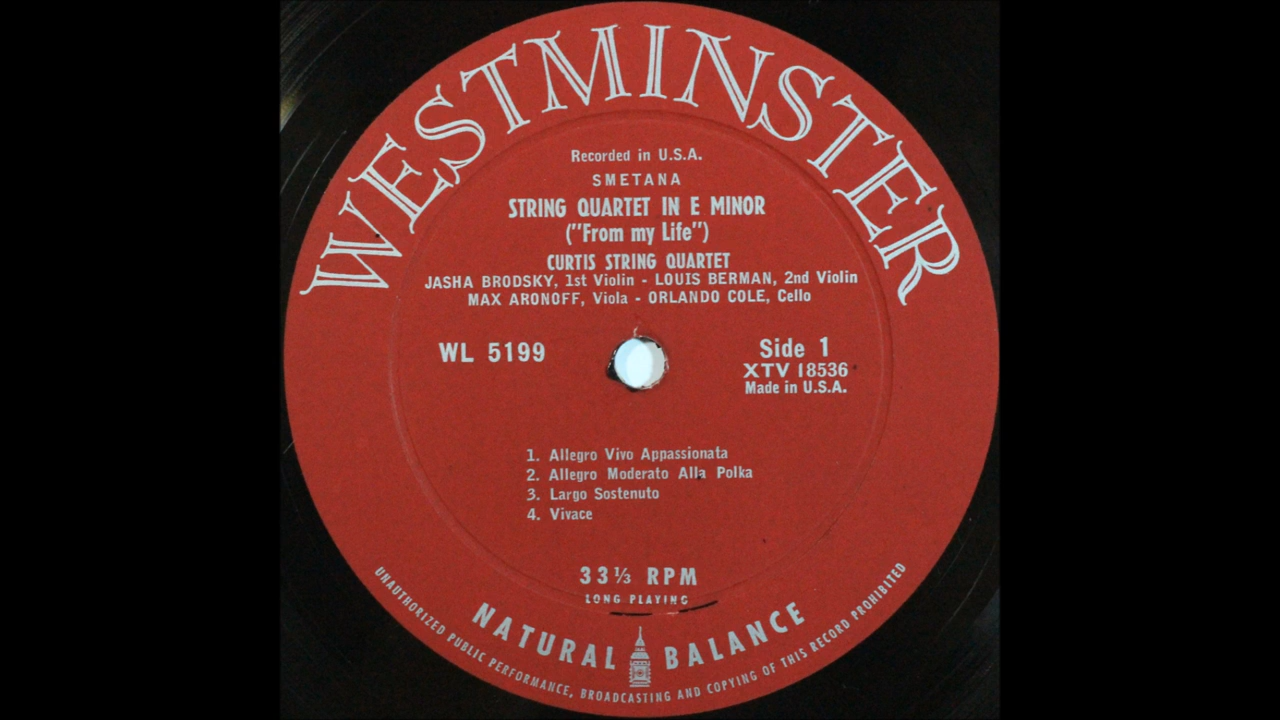 WESTMINSTER
Recorded in U.S.A.
SMETANA
STRING QUARTET IN E MINOR
("From my Life")
CURTIS STRING QUARTET
JASHA BRODSKY, 1st Violin - LOUIS BERMAN, 2nd Violin
MAX ARONOFF, Viola - ORLANDO COLE, Cello
WL 5199
Side 1
XTV 18536
Made in U.S.A.
1. Allegro Vivo Appassionata
2. Allegro Moderato Alla Polka
3. Largo Sostenuto
4. Vivace
33⅓ RPM
LONG PLAYING
NATURAL BALANCE
UNAUTHORIZED PUBLIC PERFORMANCE, BROADCASTING AND COPYING OF THIS RECORD PROHIBITED